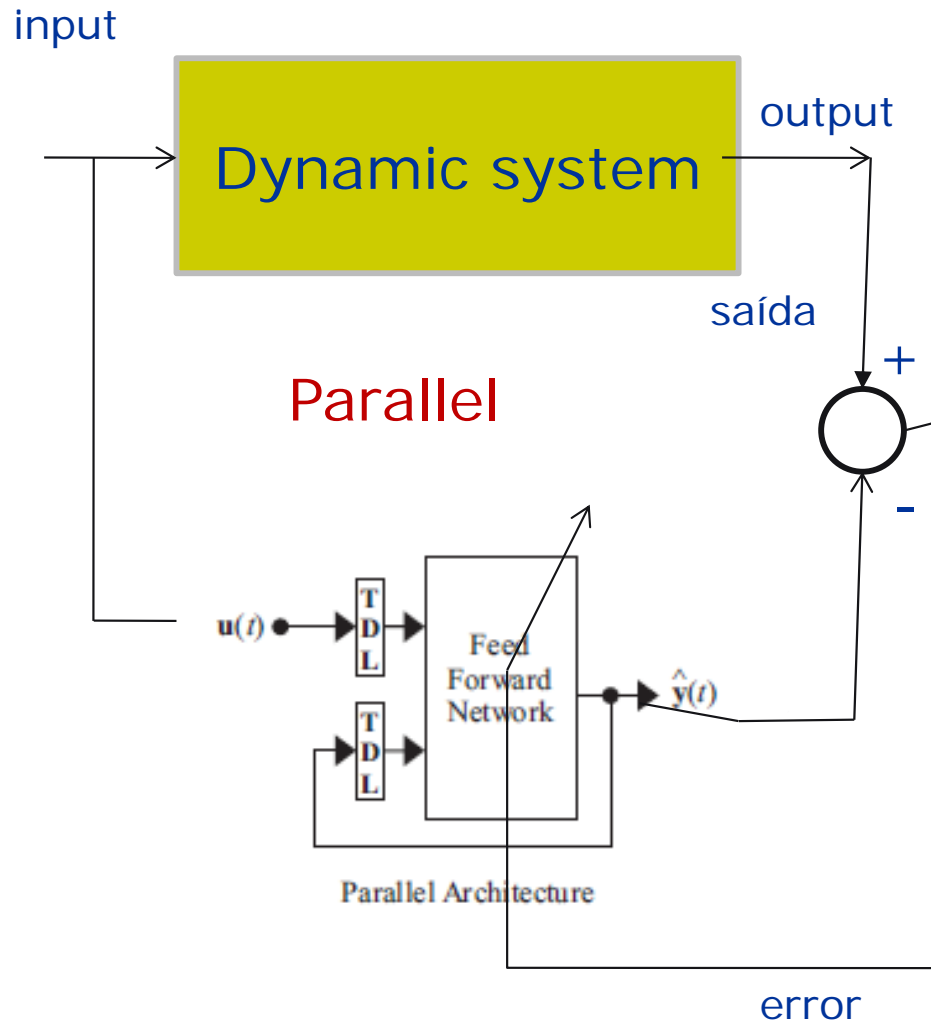 input
output
Dynamic system
saída
+
Parallel
-
u(t)
T
D
L
Feed
Forward
Network
ŷ(t)
T
D
L
Parallel Architecture
error